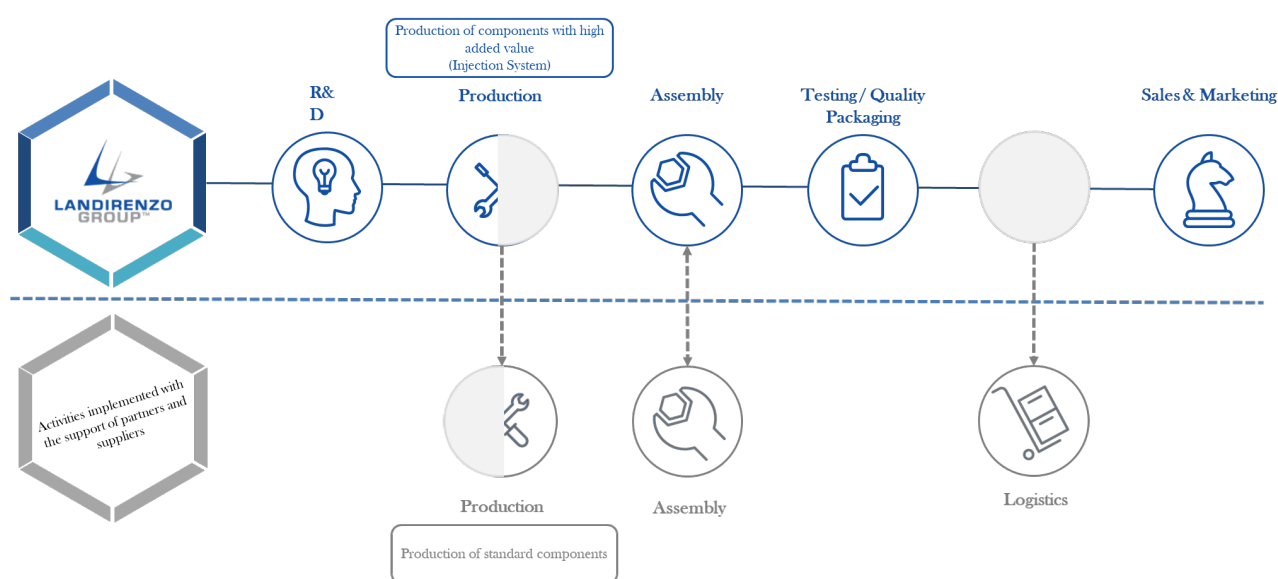 Production of components with high
added value
(Injection System)
R&
D
Production
Assembly
Testing / Quality
Packaging
Sales & Marketing
LANDIRENZO
GROUP™
Activities implemented with
the support of partners and
suppliers
Production
Assembly
Logistics
Production of standard components